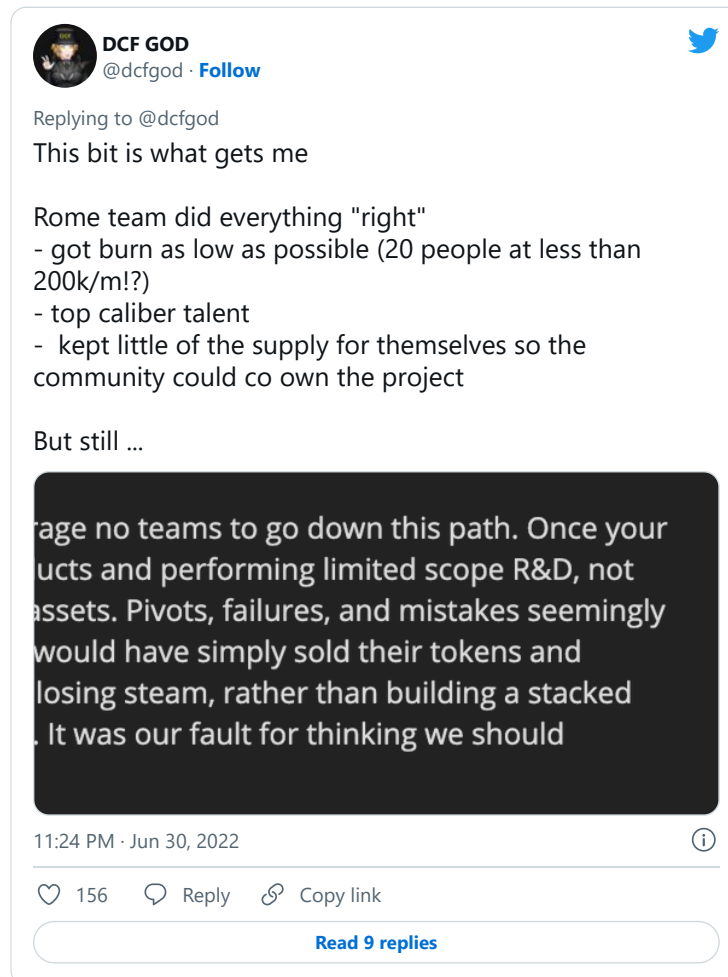 DCF GOD
@dcfgod · Follow
Replying to @dcfgod
This bit is what gets me
Rome team did everything "right"
- got burn as low as possible (20 people at less than
200k/m!?)
- top caliber talent
-  kept little of the supply for themselves so the
community could co own the project
But still ...
rage no teams to go down this path. Once your
ucts and performing limited scope R&D, not
assets. Pivots, failures, and mistakes seemingly
would have simply sold their tokens and
losing steam, rather than building a stacked
. It was our fault for thinking we should
11:24 PM · Jun 30, 2022
156 Reply Copy link
Read 9 replies